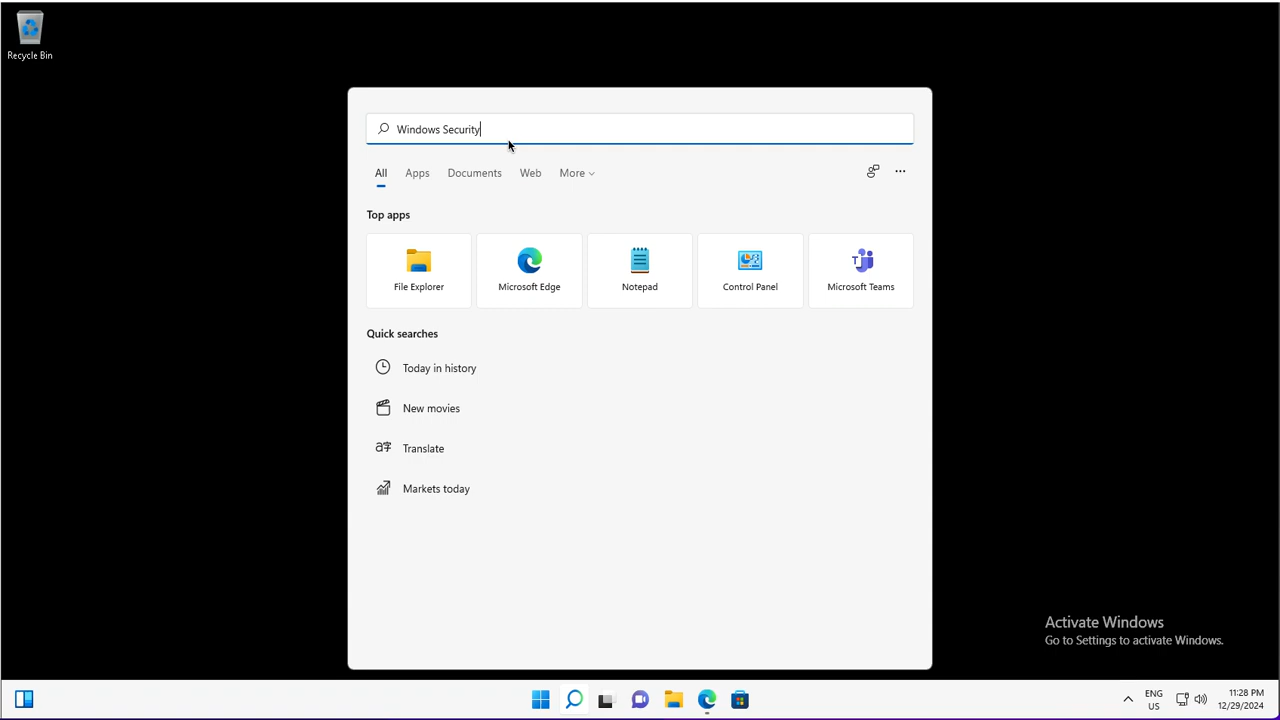 Recycle Bin
Windows Security
All Apps Documents Web More
Top apps
File Explorer Microsoft Edge Notepad Control Panel Microsoft Teams
Quick searches
Today in history
New movies
Translate
Markets today
Activate Windows
Go to Settings to activate Windows.
ENG 11:28 PM
US 12/29/2024